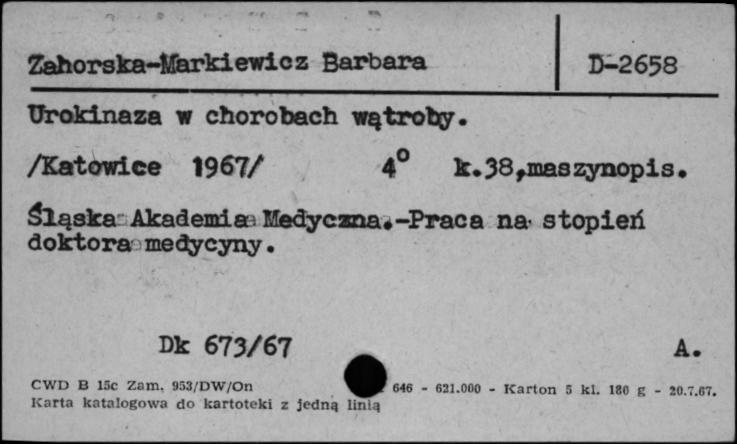 Zahorska-Markiewicz Barbara D-2658
Urokinaza w chorobach wątroby.
/Katowice 1967/ 4° k.38,maszynopis.
Śląska Akademia Medyczna.-Praca na stopień
doktora medycyny.
Dk 673/67 A.
CWD B 15c Zam. 953/DW/On 646 - 621.000 - Karton 5 kl. 180 g - 20.7.67.
Karta katalogowa do kartoteki z jedną linią